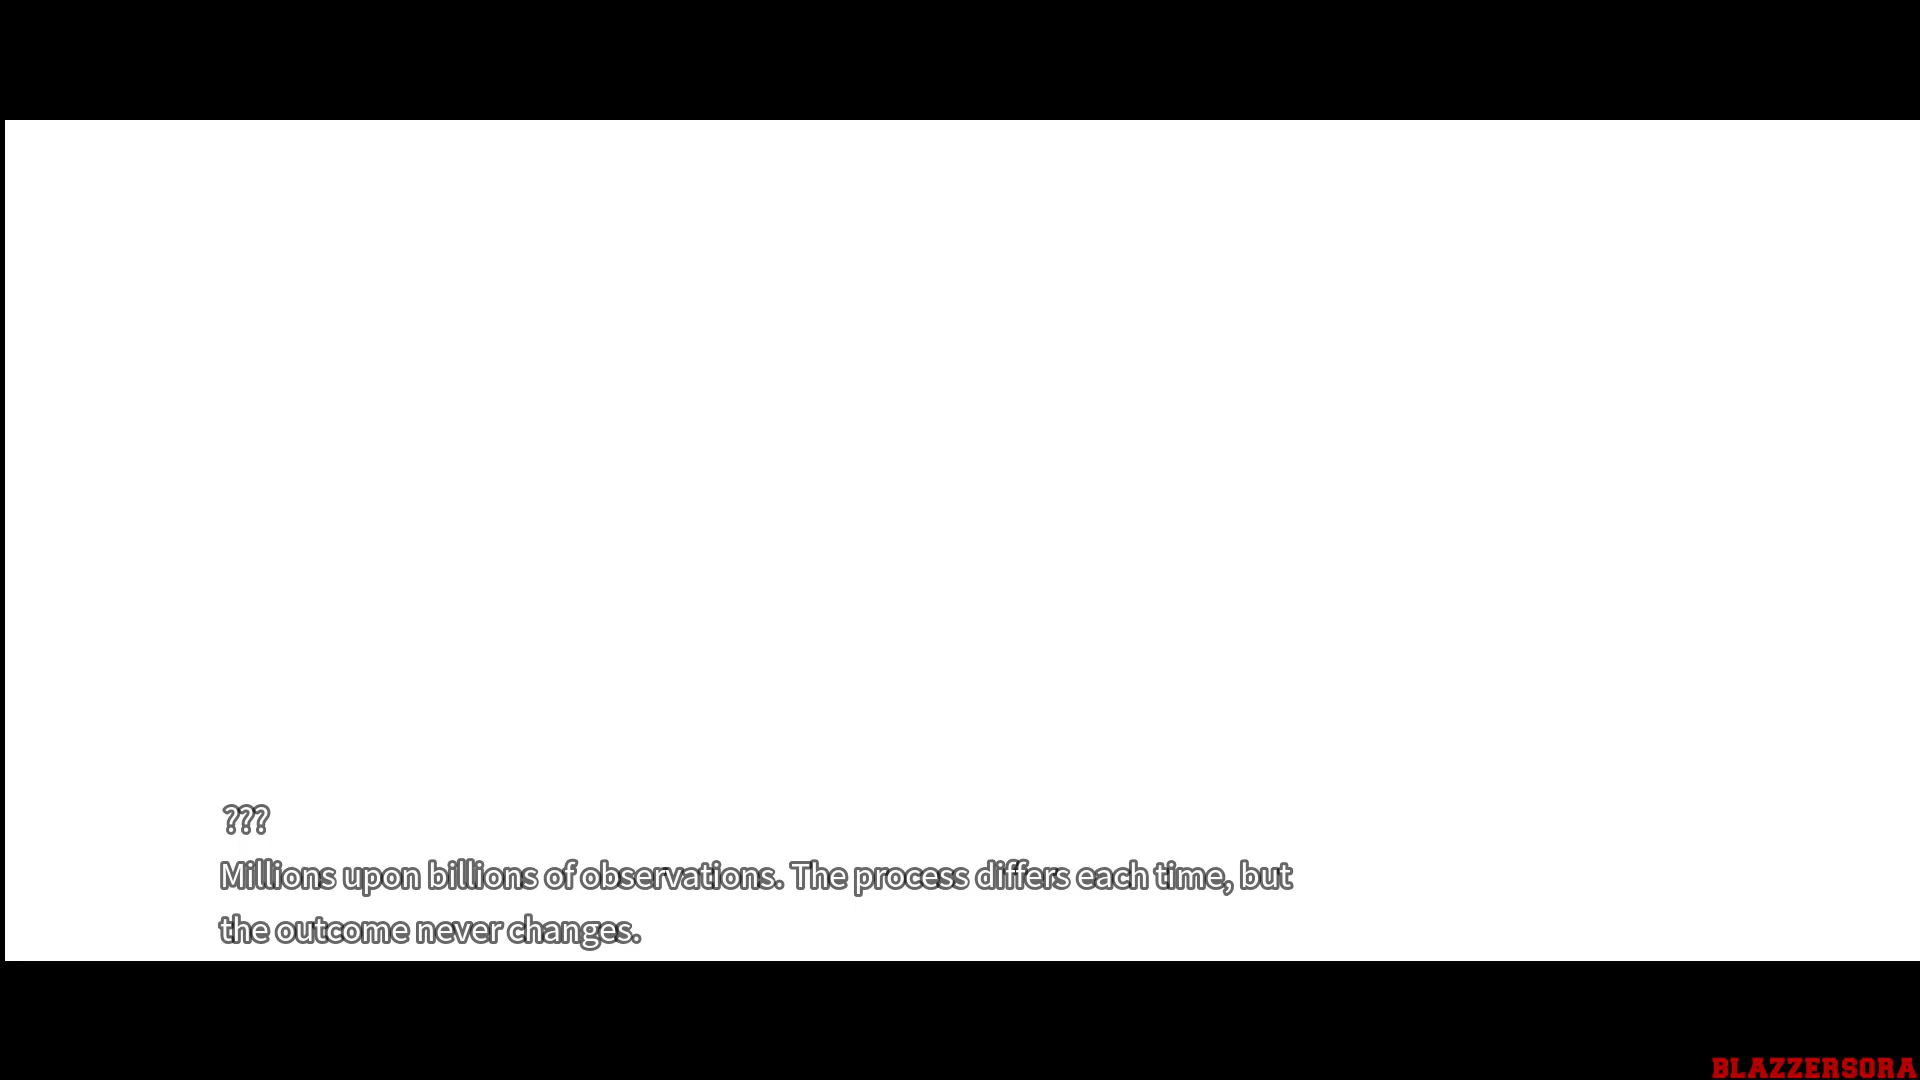 ???
Millions upon billions of observations. The process differs each time, but
the outcome never changes.
BLAZZERSORA